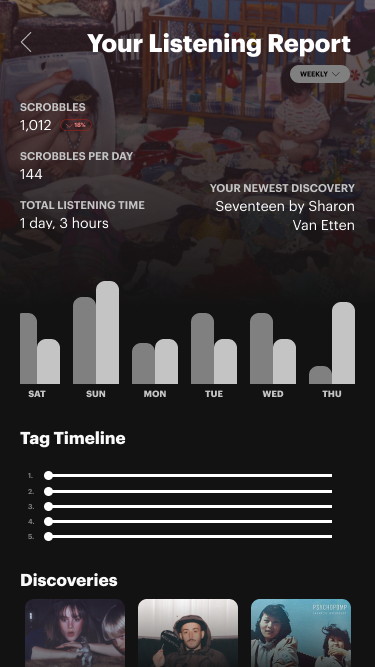 Your Listening Report
WEEKLY
SCROBBLES
1,012
18%
SCROBBLES PER DAY
144
YOUR NEWEST DISCOVERY
TOTAL LISTENING TIME
Seventeen by Sharon
1 day, 3 hours
Van Etten
SAT SUN MON TUE WED THU
Tag Timeline
1.
2.
3.
4.
5.
Discoveries
PSYCHOPOMP